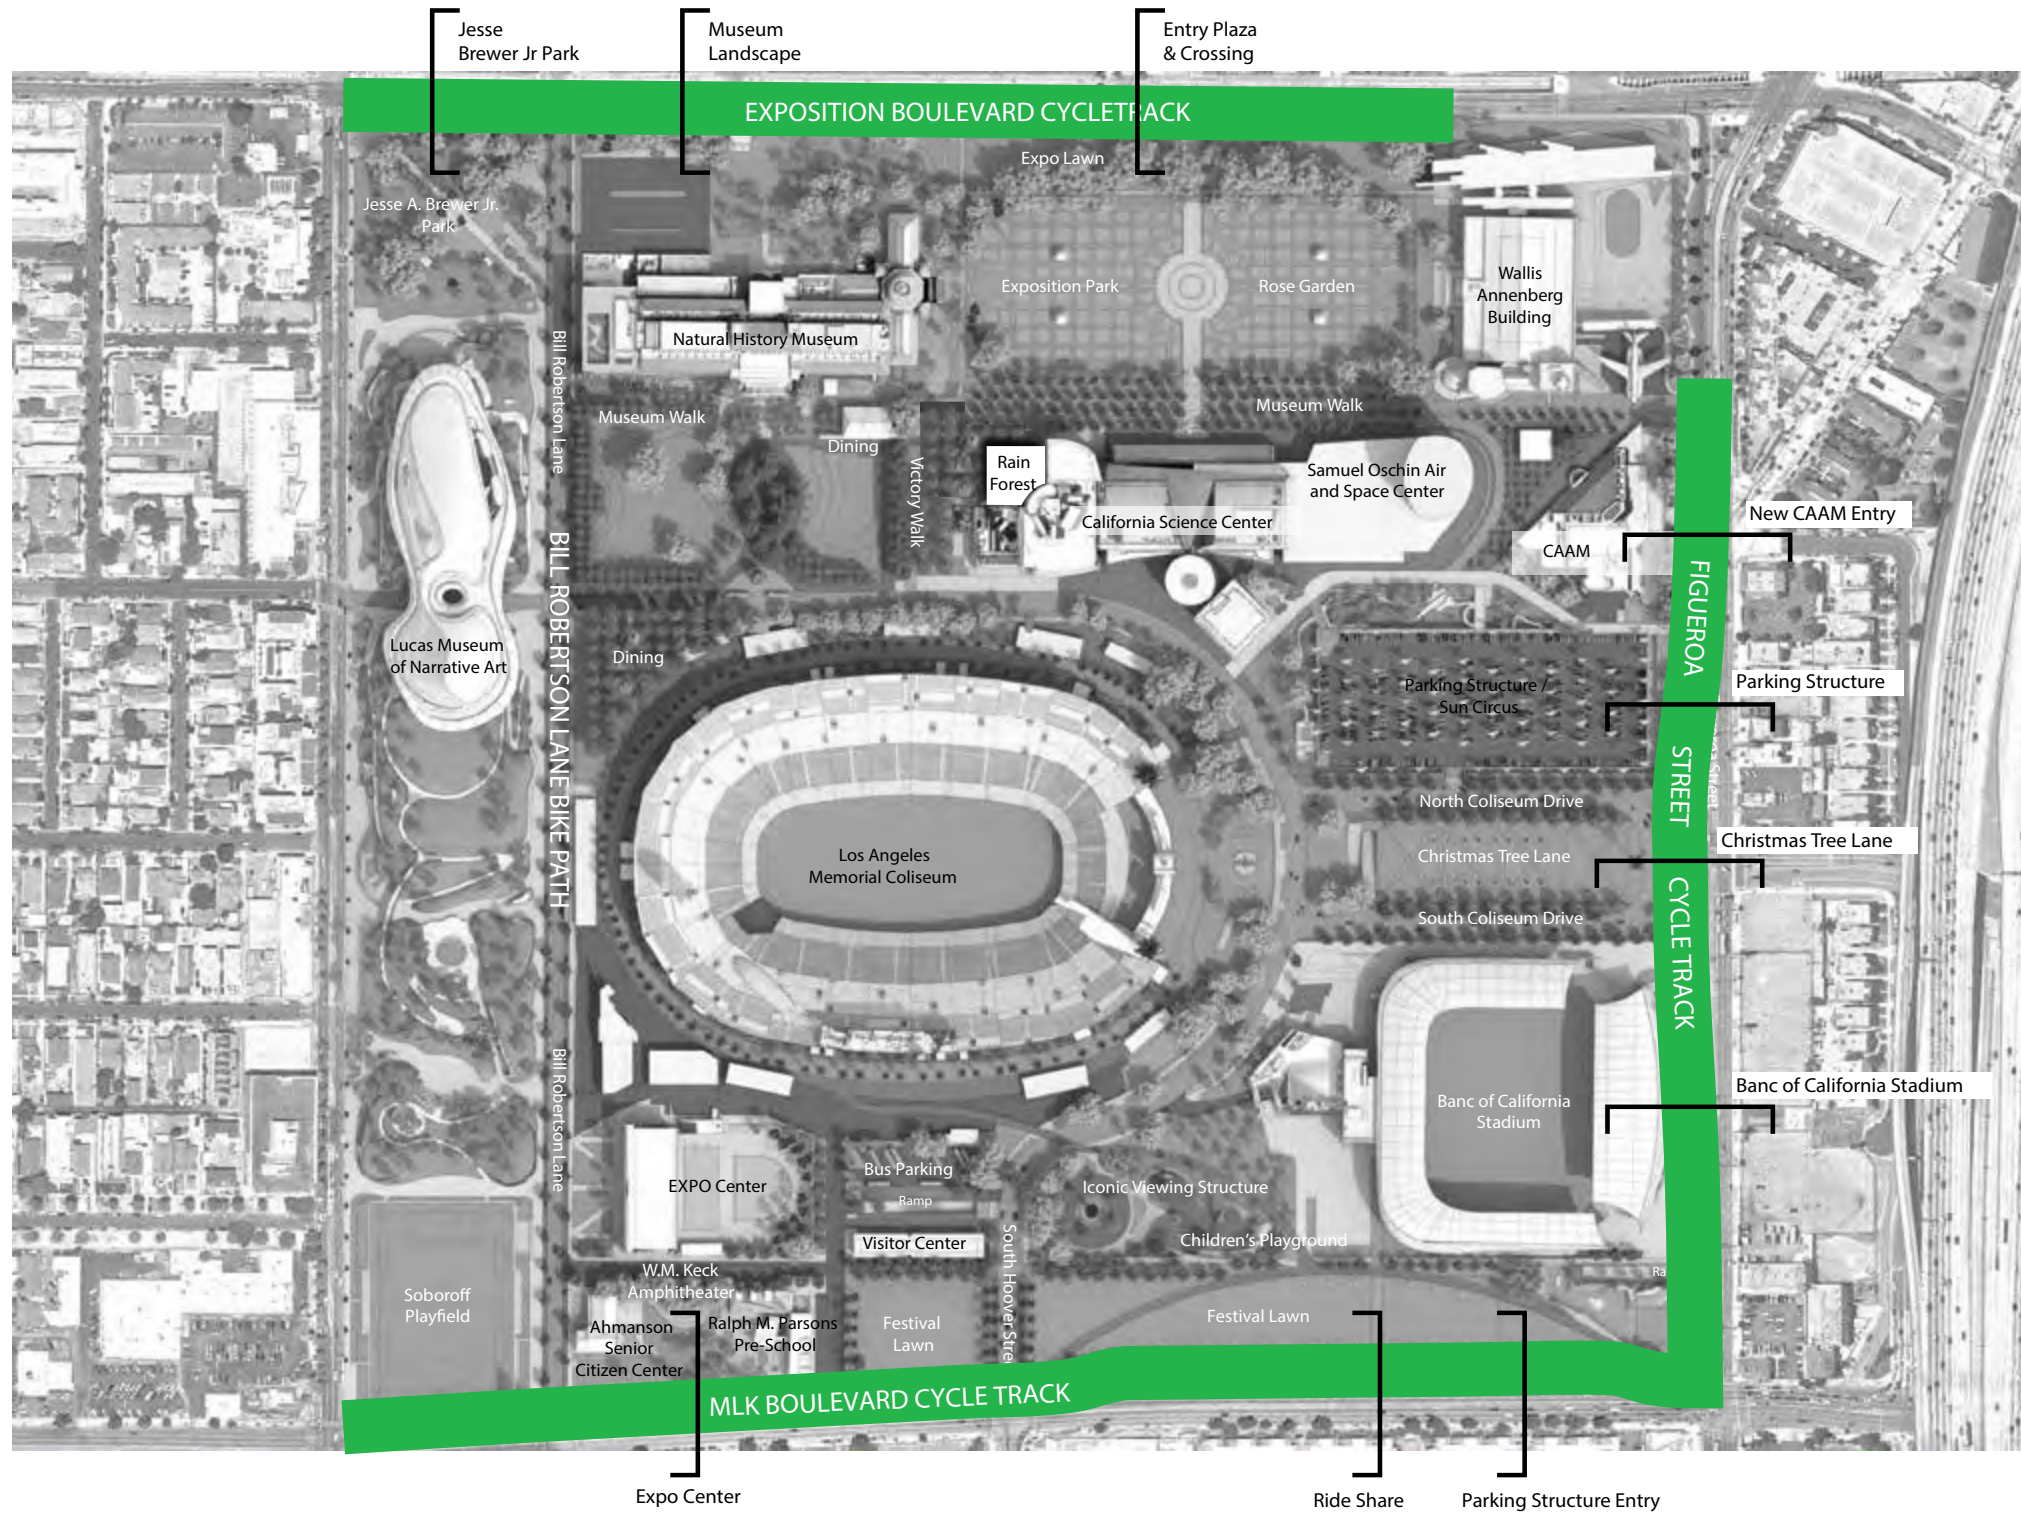 Jesse
Brewer Jr Park
Museum
Landscape
Entry Plaza
& Crossing
EXPOSITION BOULEVARD CYCLETRACK
Expo Lawn
Jesse A. Brewer Jr.
Park
Exposition Park
Rose Garden
Wallis
Annenberg
Building
Natural History Museum
Bill Robertson Lane
Museum Walk
Museum Walk
Dining
Victory Walk
Rain
Forest
Samuel Oschin Air
and Space Center
California Science Center
New CAAM Entry
CAAM
BILL ROBERTSON LANE BIKE PATH
FIGUEROA STREET CYCLE TRACK
Lucas Museum
of Narrative Art
Dining
Parking Structure /
Sun Circus
Parking Structure
Street
North Coliseum Drive
Christmas Tree Lane
Los Angeles
Memorial Coliseum
Christmas Tree Lane
South Coliseum Drive
Bill Robertson Lane
Banc of California Stadium
Banc of California
Stadium
Bus Parking
Ramp
EXPO Center
Iconic Viewing Structure
Visitor Center
Children's Playground
South Hoover Stree
W.M. Keck
Amphitheater
Ra
Soboroff
Playfield
Ahmanson
Senior
Citizen Center
Ralph M. Parsons
Pre-School
Festival
Lawn
Festival Lawn
MLK BOULEVARD CYCLE TRACK
Expo Center
Ride Share
Parking Structure Entry